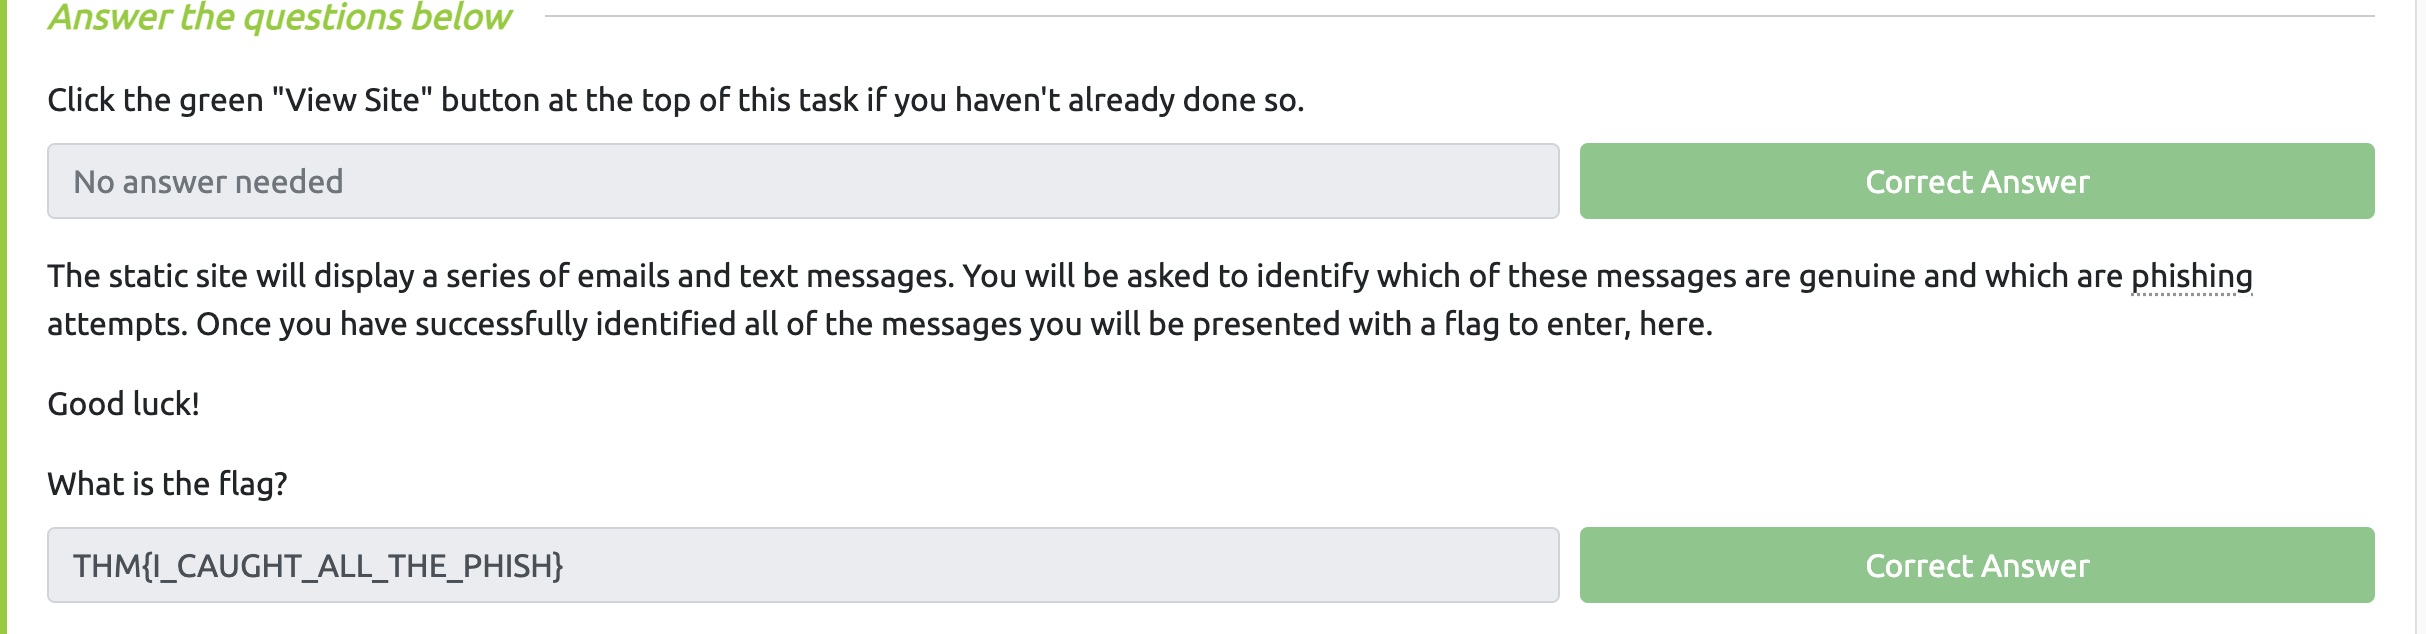 Answer the questions below
Click the green "View Site" button at the top of this task if you haven't already done so.
No answer needed
Correct Answer
The static site will display a series of emails and text messages. You will be asked to identify which of these messages are genuine and which are phishing
attempts. Once you have successfully identified all of the messages you will be presented with a flag to enter, here.
Good luck!
What is the flag?
THM{I_CAUGHT_ALL_THE_PHISH}
Correct Answer